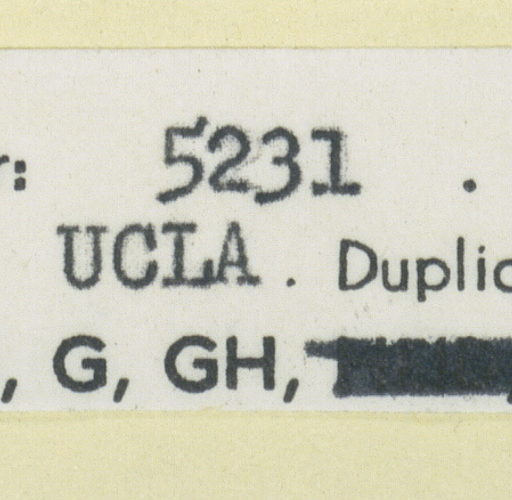 5231 .
UCLA. Duplic
, G, GH,